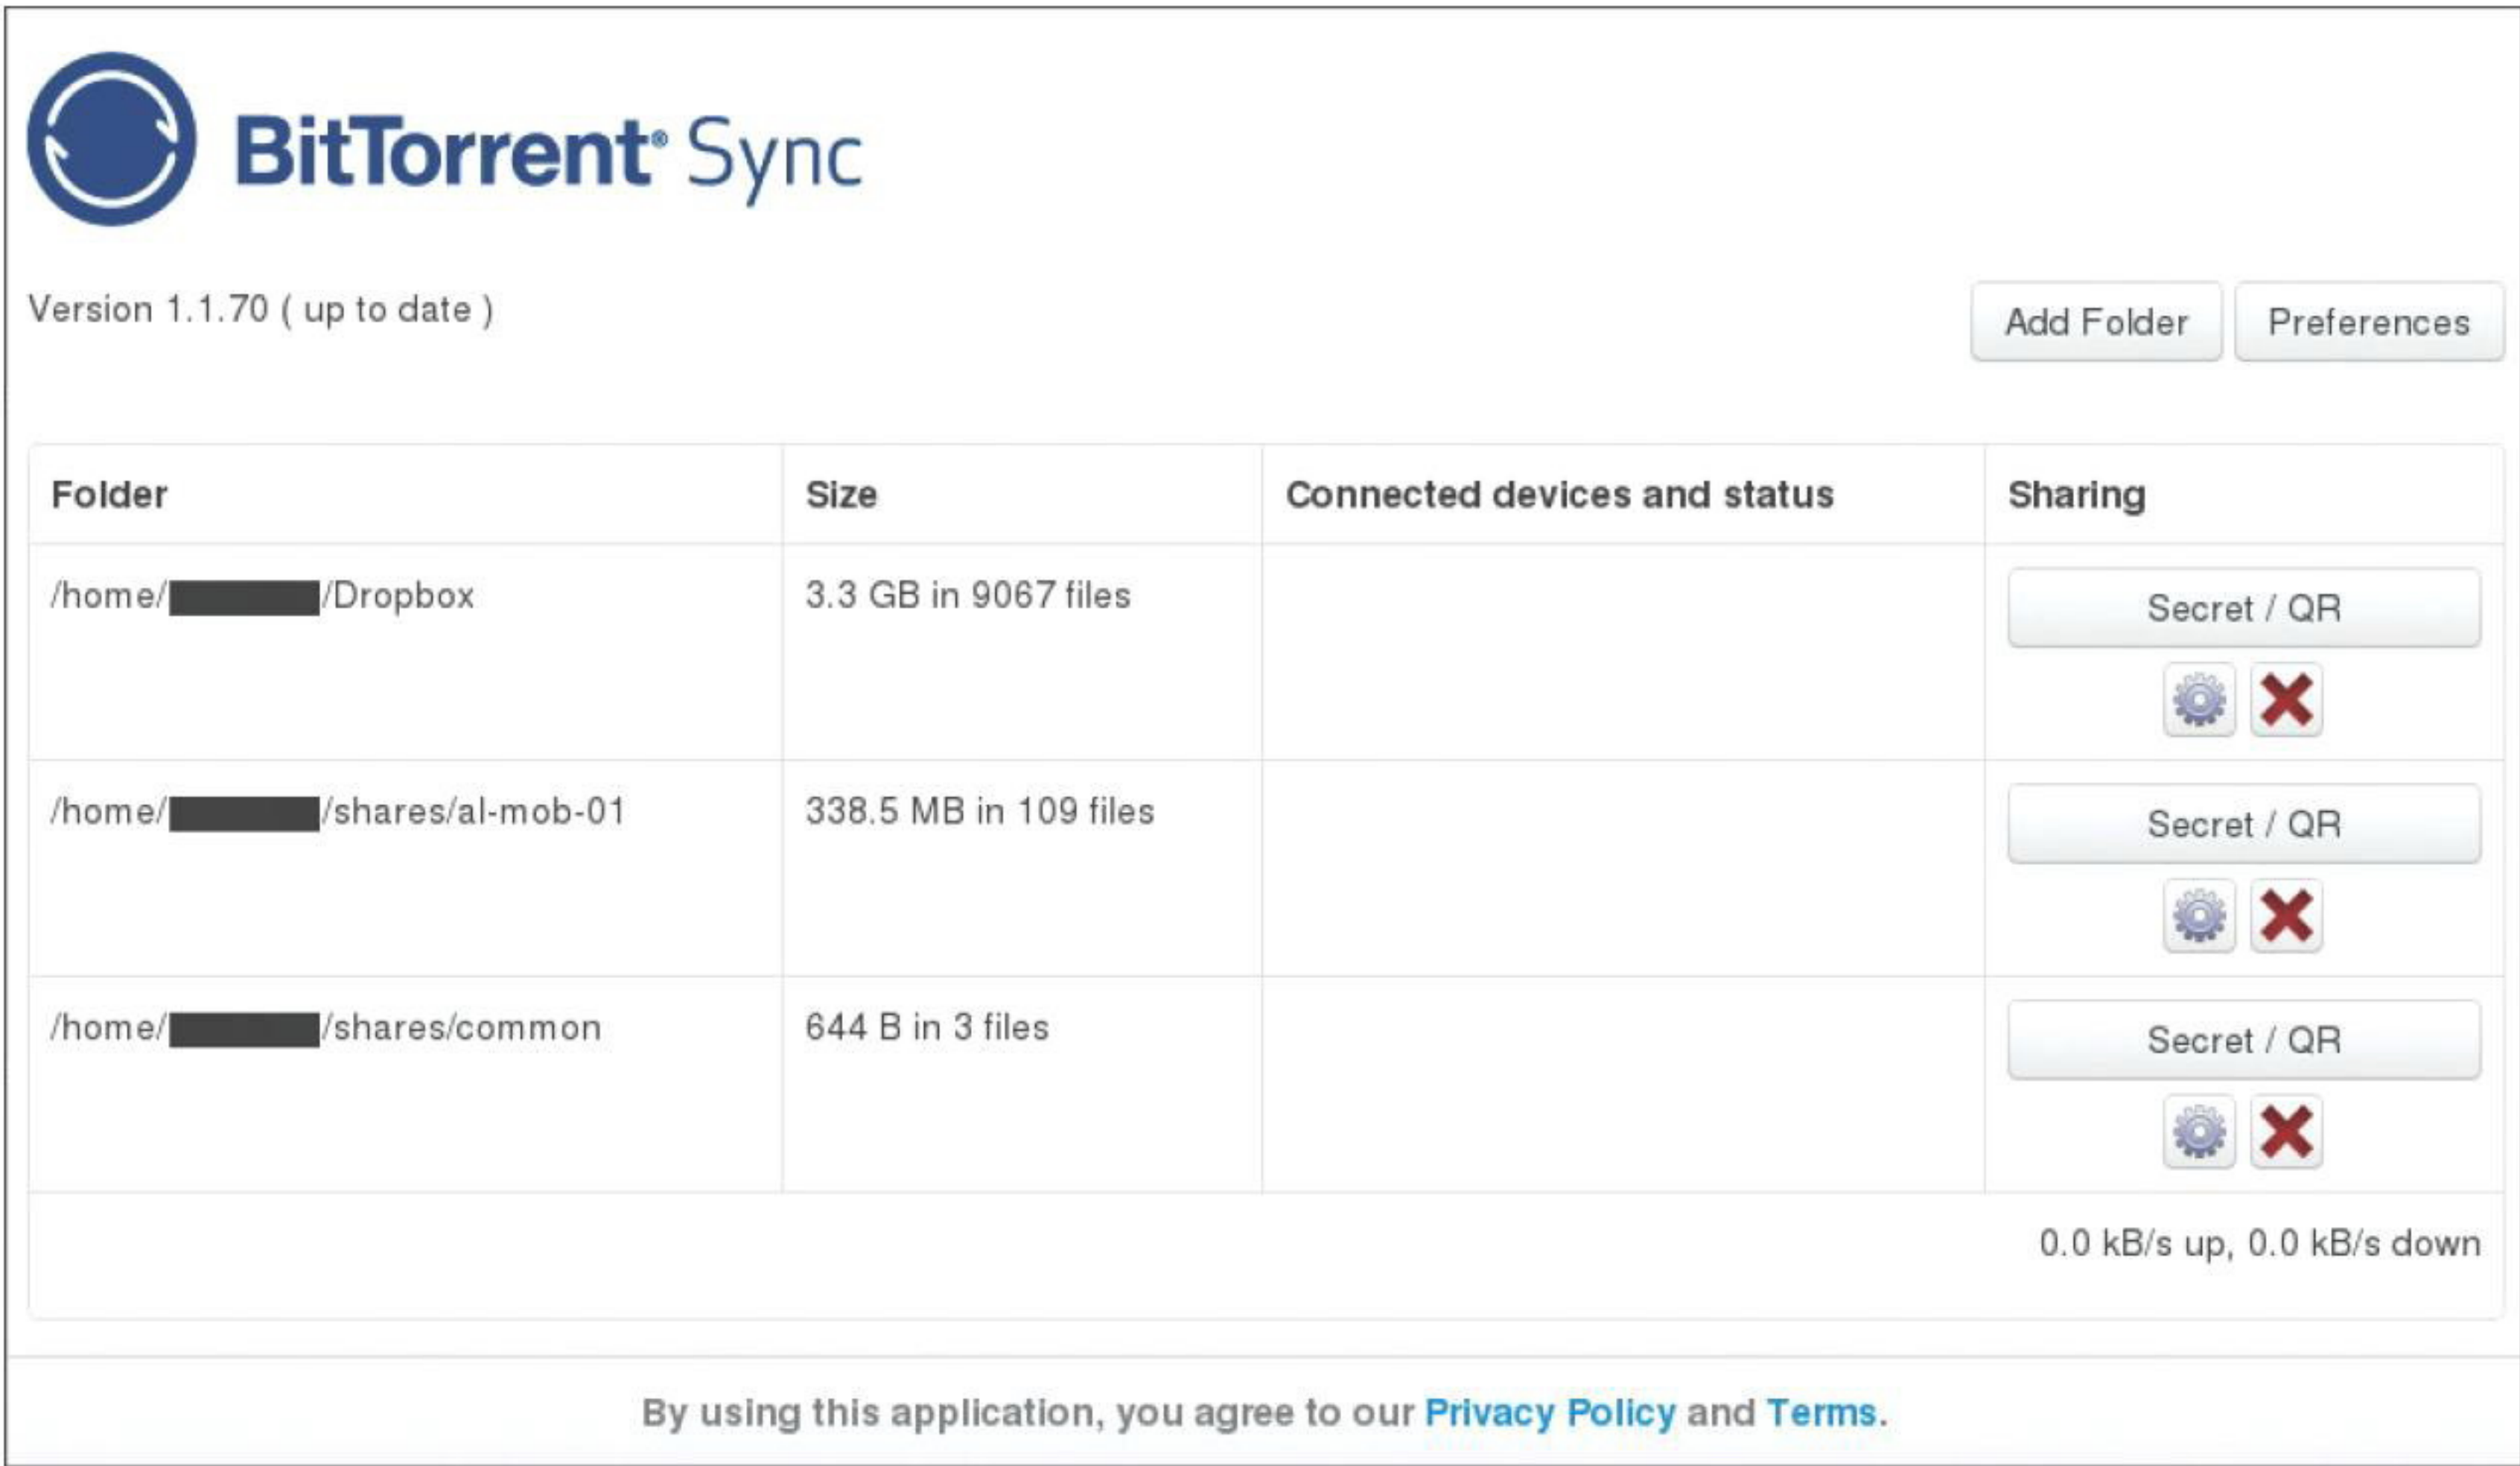 BitTorrent® Sync
Version 1.1.70 ( up to date )
Add Folder
Preferences
Folder
Size
Connected devices and status
Sharing
/home/ /Dropbox
3.3 GB in 9067 files
Secret / QR
/home/ /shares/al-mob-01
338.5 MB in 109 files
Secret / QR
/home/ /shares/common
644 B in 3 files
Secret / QR
0.0 kB/s up, 0.0 kB/s down
By using this application, you agree to our Privacy Policy and Terms.